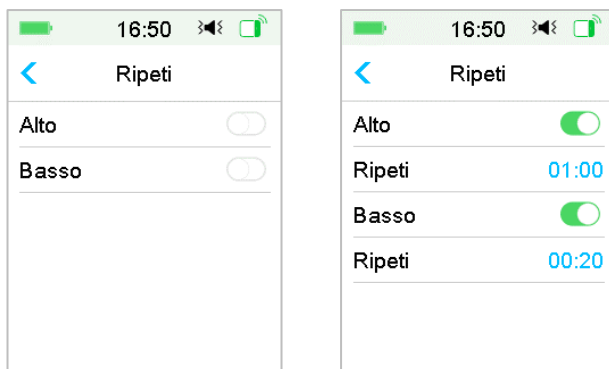 16:50
Ripeti
Alto
Basso
16:50
Ripeti
Alto
Ripeti 01:00
Basso
Ripeti 00:20